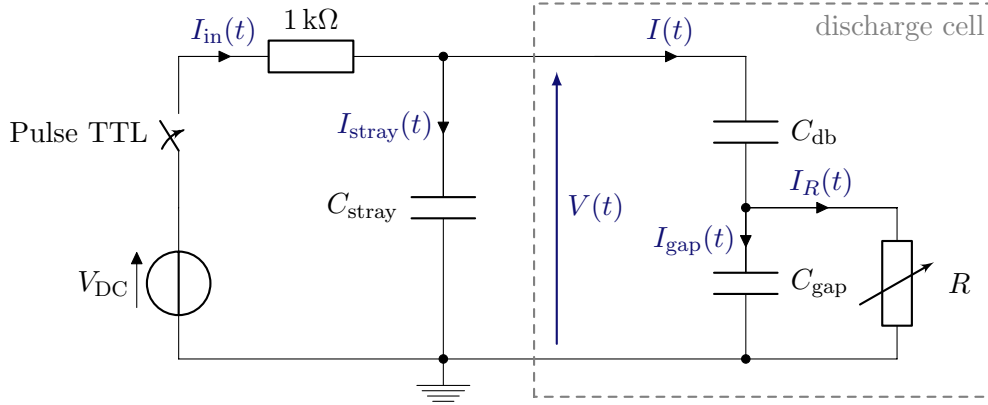 discharge cell
I_in(t)
1 kΩ
I(t)
Pulse TTL
I_stray(t)
C_db
I_R(t)
C_stray
V(t)
I_gap(t)
V_DC
C_gap
R